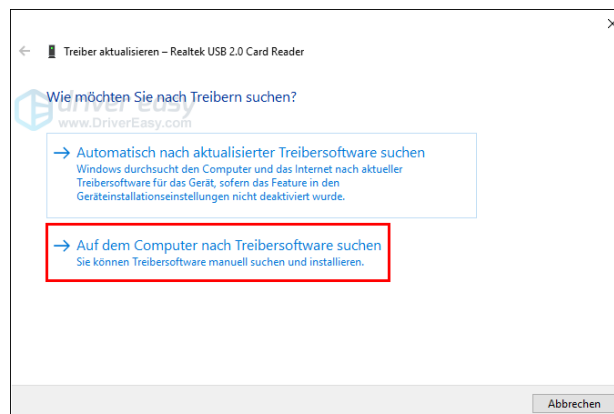 Treiber aktualisieren – Realtek USB 2.0 Card Reader
Wie möchten Sie nach Treibern suchen?
driver easy
www.DriverEasy.com
Automatisch nach aktualisierter Treibersoftware suchen
Windows durchsucht den Computer und das Internet nach aktueller
Treibersoftware für das Gerät, sofern das Feature in den
Geräteinstallationseinstellungen nicht deaktiviert wurde.
Auf dem Computer nach Treibersoftware suchen
Sie können Treibersoftware manuell suchen und installieren.
Abbrechen